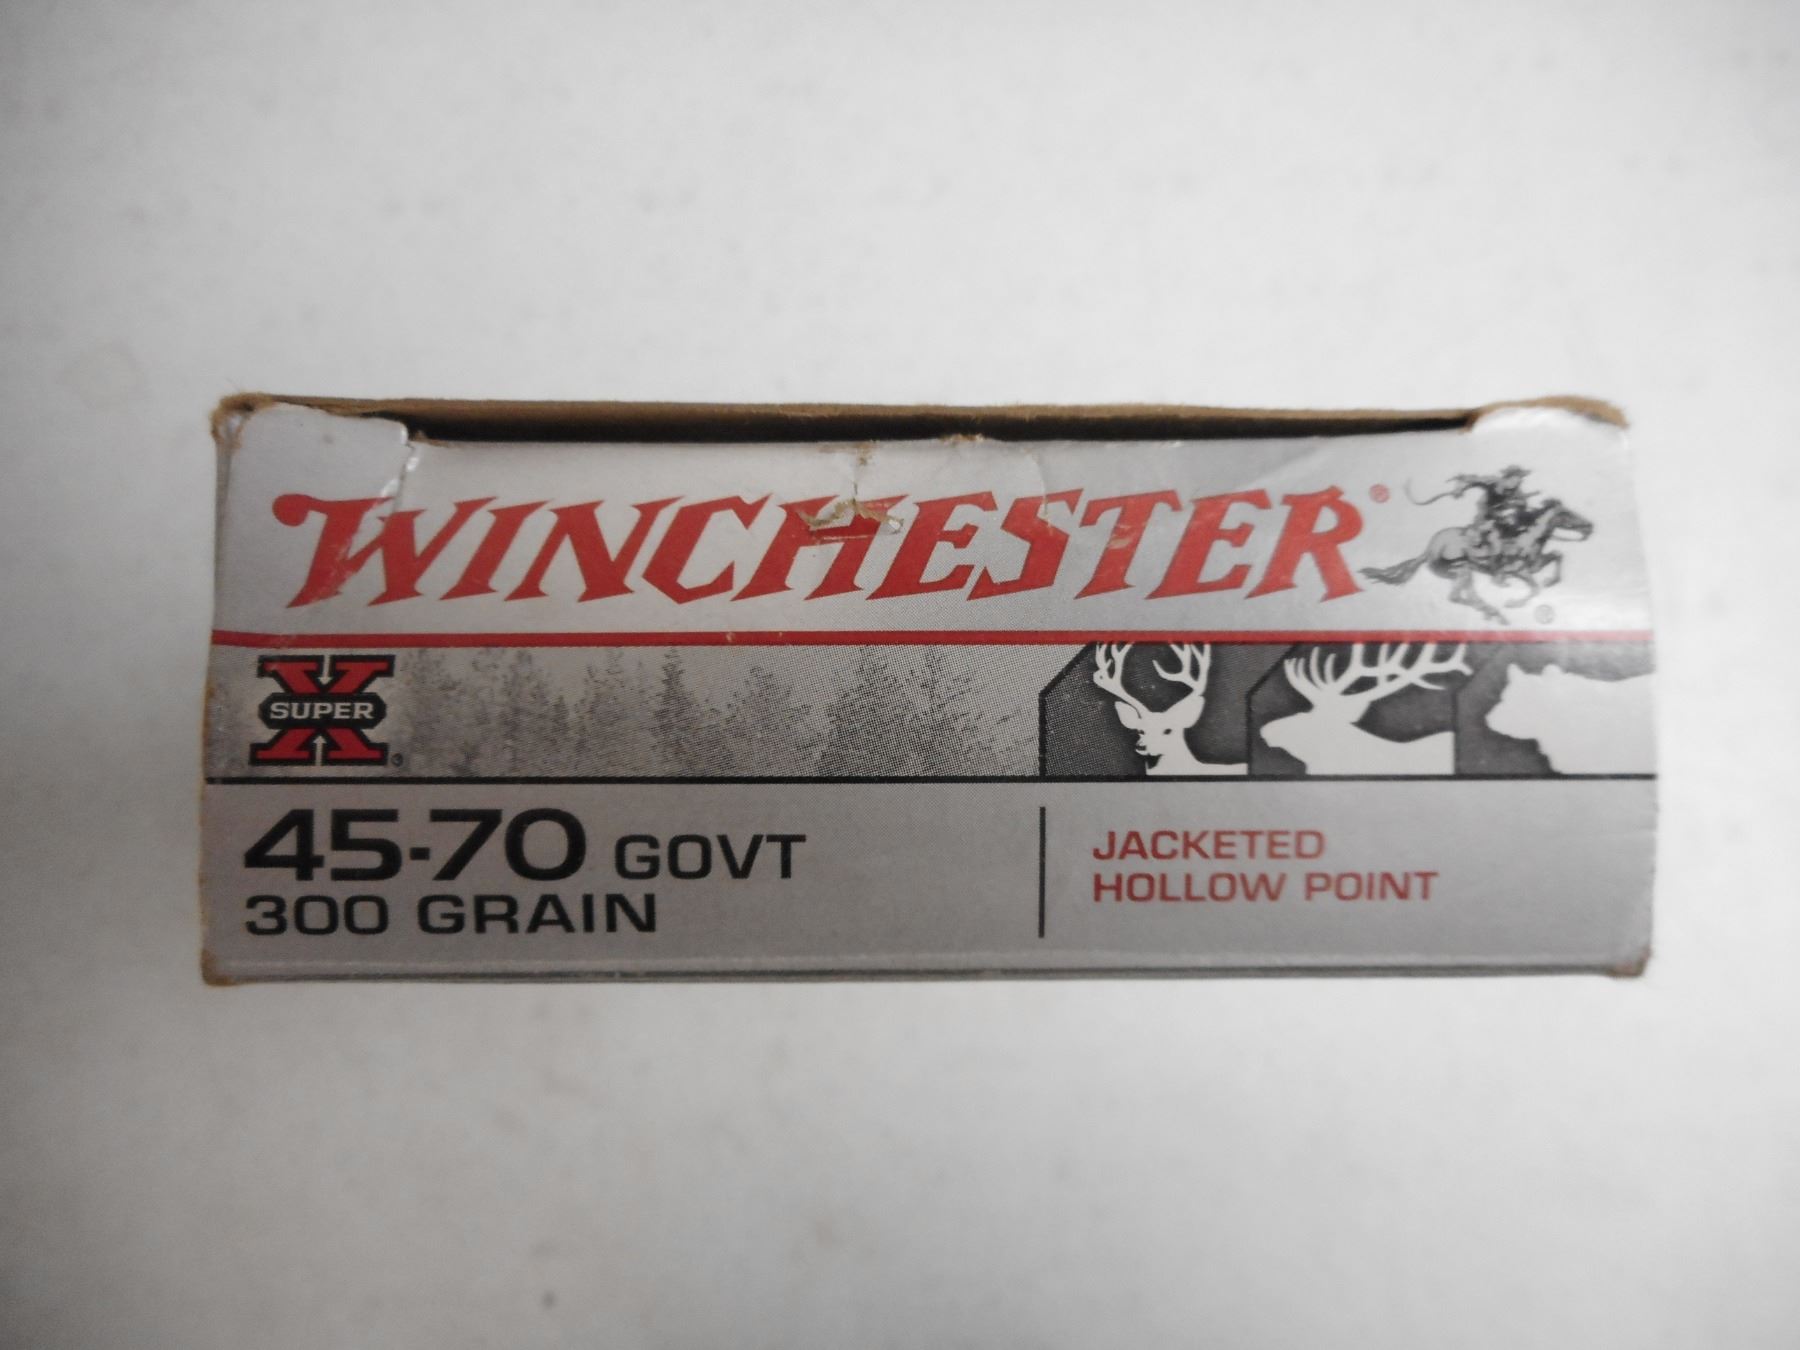 WINCHESTER®
®
X
SUPER
®
45-70 GOVT
300 GRAIN
JACKETED
HOLLOW POINT